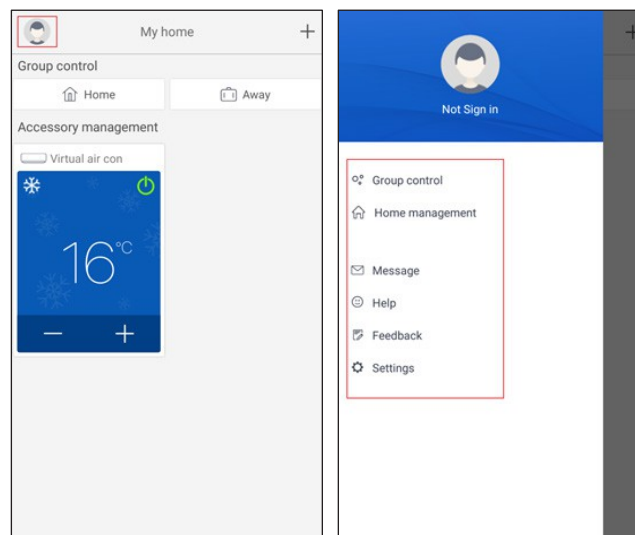 My home +
Group control
Home Away
Accessory management
Virtual air con
16°C
− +
Not Sign in
Group control
Home management
Message
Help
Feedback
Settings